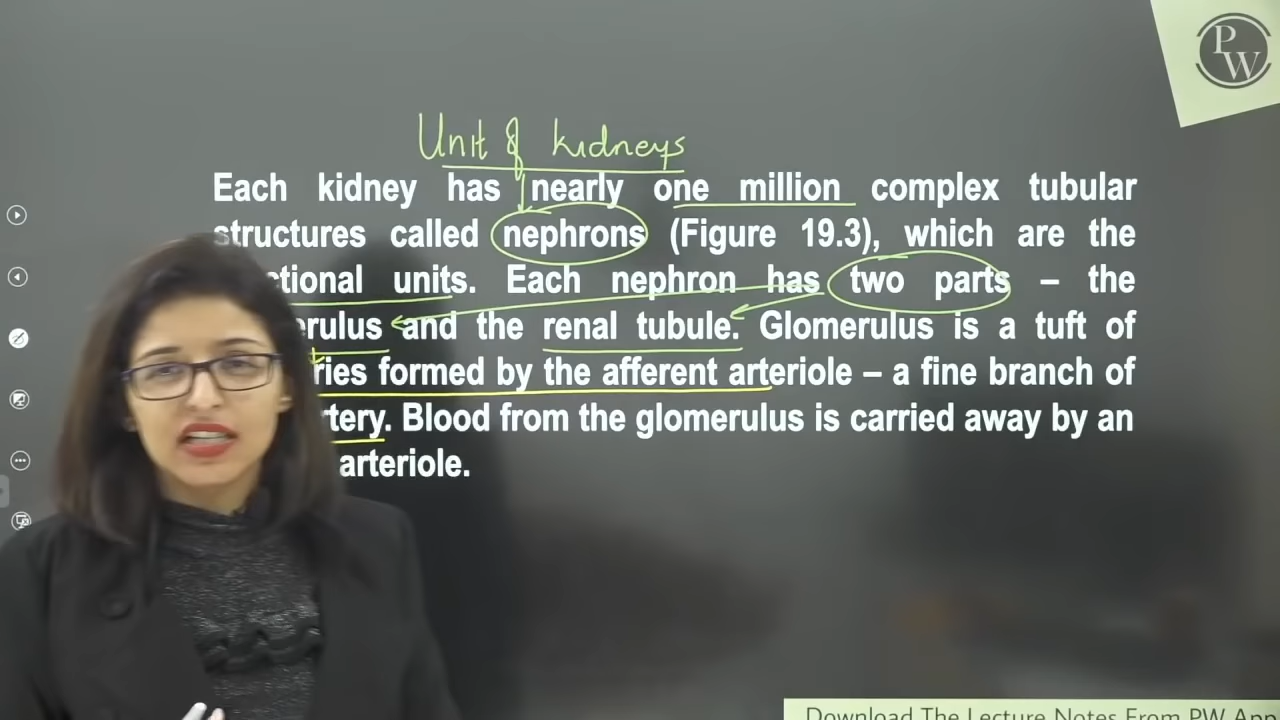 P
W
Unit of kidneys
Each kidney has nearly one million complex tubular
structures called nephrons (Figure 19.3), which are the
ctional units. Each nephron has two parts – the
erulus and the renal tubule. Glomerulus is a tuft of
ries formed by the afferent arteriole – a fine branch of
rtery. Blood from the glomerulus is carried away by an
arteriole.
Download The Lecture Notes From PW App